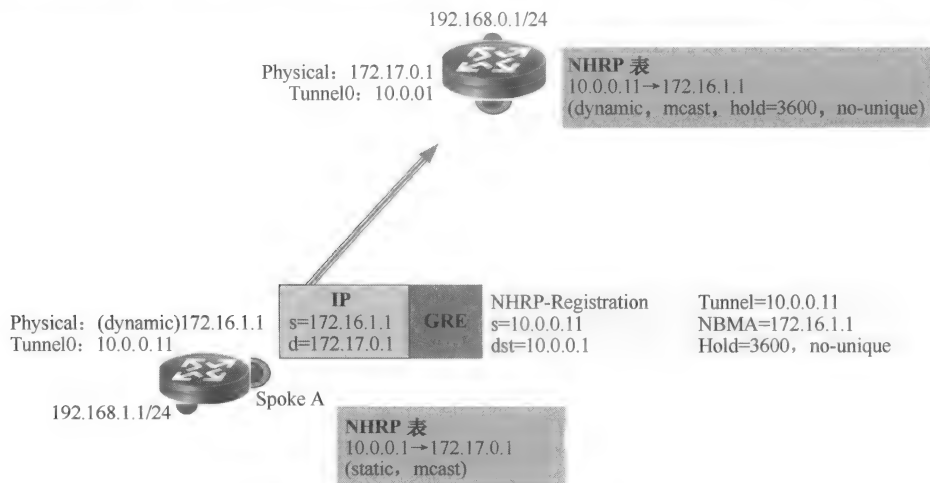 192.168.0.1/24
Physical：172.17.0.1
Tunnel0：10.0.01
NHRP 表
10.0.0.11→172.16.1.1
(dynamic，mcast，hold=3600，no-unique)
IP
s=172.16.1.1
d=172.17.0.1
GRE
NHRP-Registration
s=10.0.0.11
dst=10.0.0.1
Tunnel=10.0.0.11
NBMA=172.16.1.1
Hold=3600，no-unique
Physical：(dynamic)172.16.1.1
Tunnel0：10.0.0.11
Spoke A
192.168.1.1/24
NHRP 表
10.0.0.1→172.17.0.1
(static，mcast)